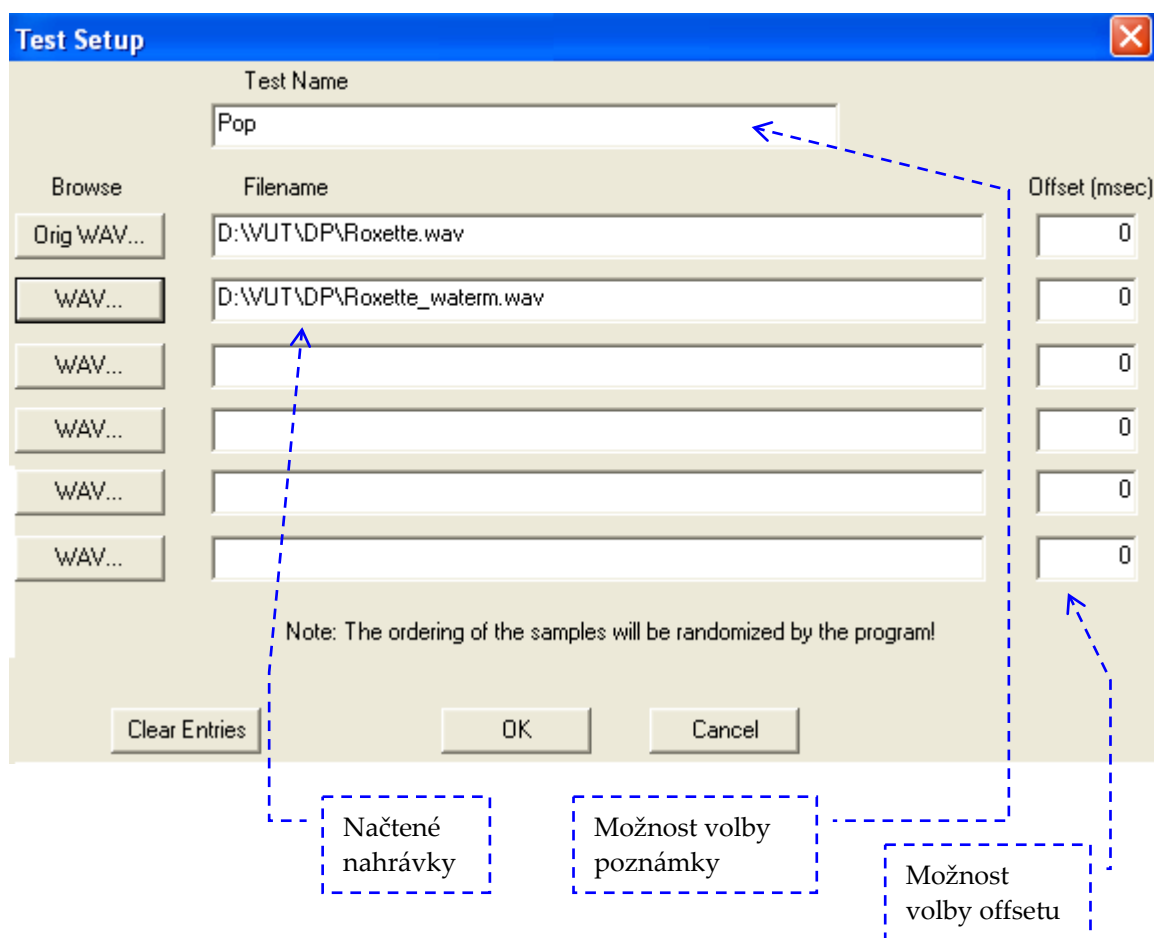 Test Setup
Test Name
Pop
Browse Filename Offset (msec)
Orig WAV... D:\VUT\DP\Roxette.wav 0
WAV... D:\VUT\DP\Roxette_waterm.wav 0
WAV... 0
WAV... 0
WAV... 0
WAV... 0
Note: The ordering of the samples will be randomized by the program!
Clear Entries OK Cancel
Načtené
nahrávky
Možnost volby
poznámky
Možnost
volby offsetu